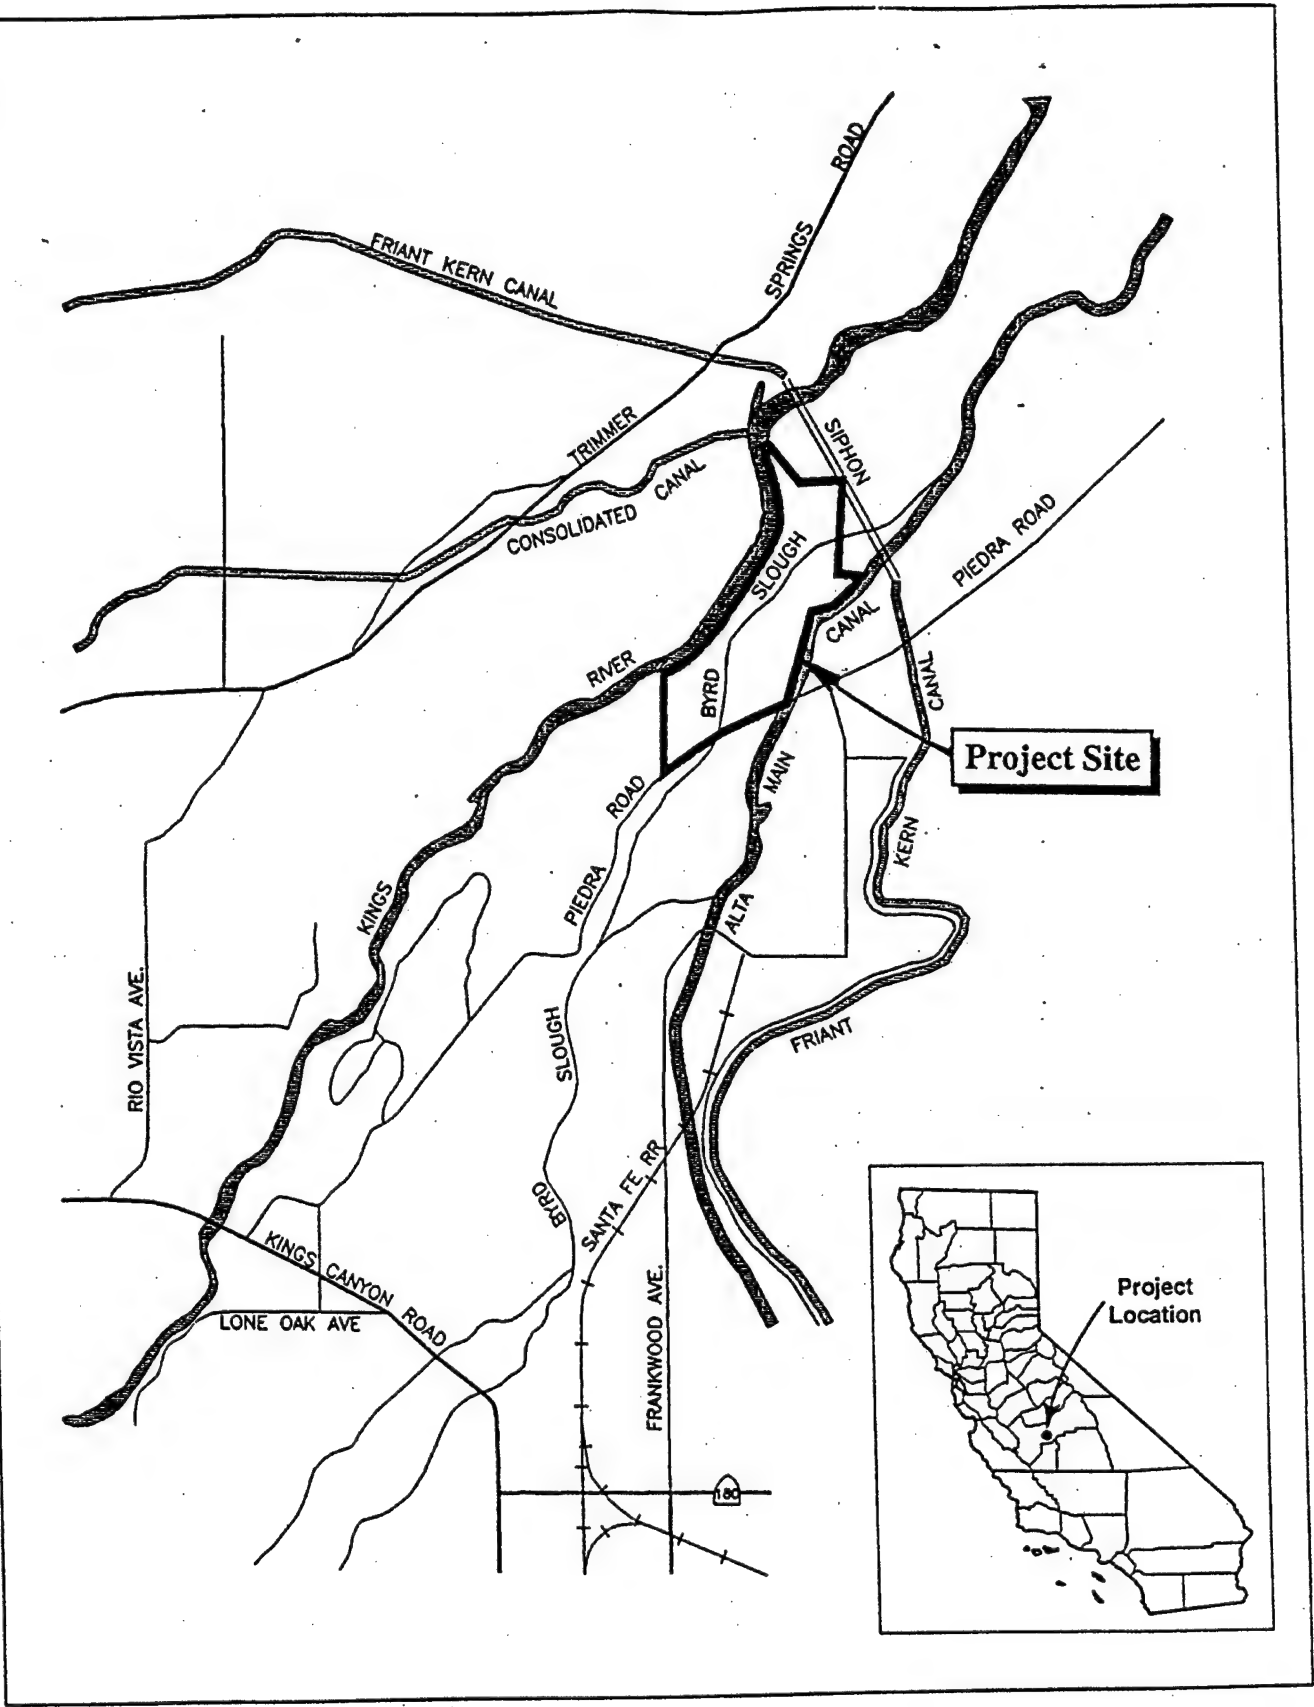 FRIANT KERN CANAL
TRIMMER SPRINGS ROAD
SIPHON
CONSOLIDATED CANAL
BYRD SLOUGH
PIEDRA ROAD
ALTA MAIN CANAL
KINGS RIVER
FRIANT KERN CANAL
Project Site
PIEDRA ROAD
RIO VISTA AVE.
BYRD SLOUGH
SANTA FE RR
KINGS CANYON ROAD
LONE OAK AVE
FRANKWOOD AVE.
180
Project
Location